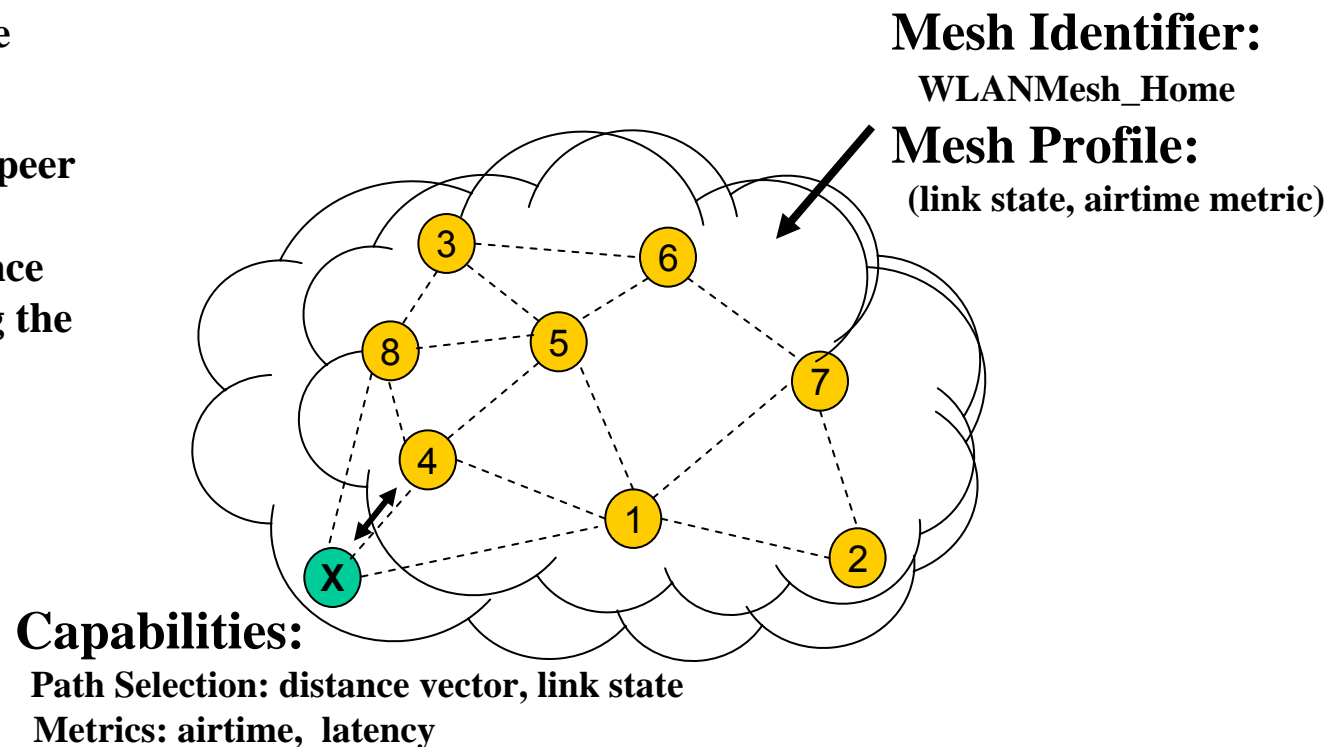 e
peer
nce
g the
Mesh Identifier:
WLANMesh_Home
Mesh Profile:
(link state, airtime metric)
3
6
8
5
7
4
1
2
X
Capabilities:
Path Selection: distance vector, link state
Metrics: airtime, latency